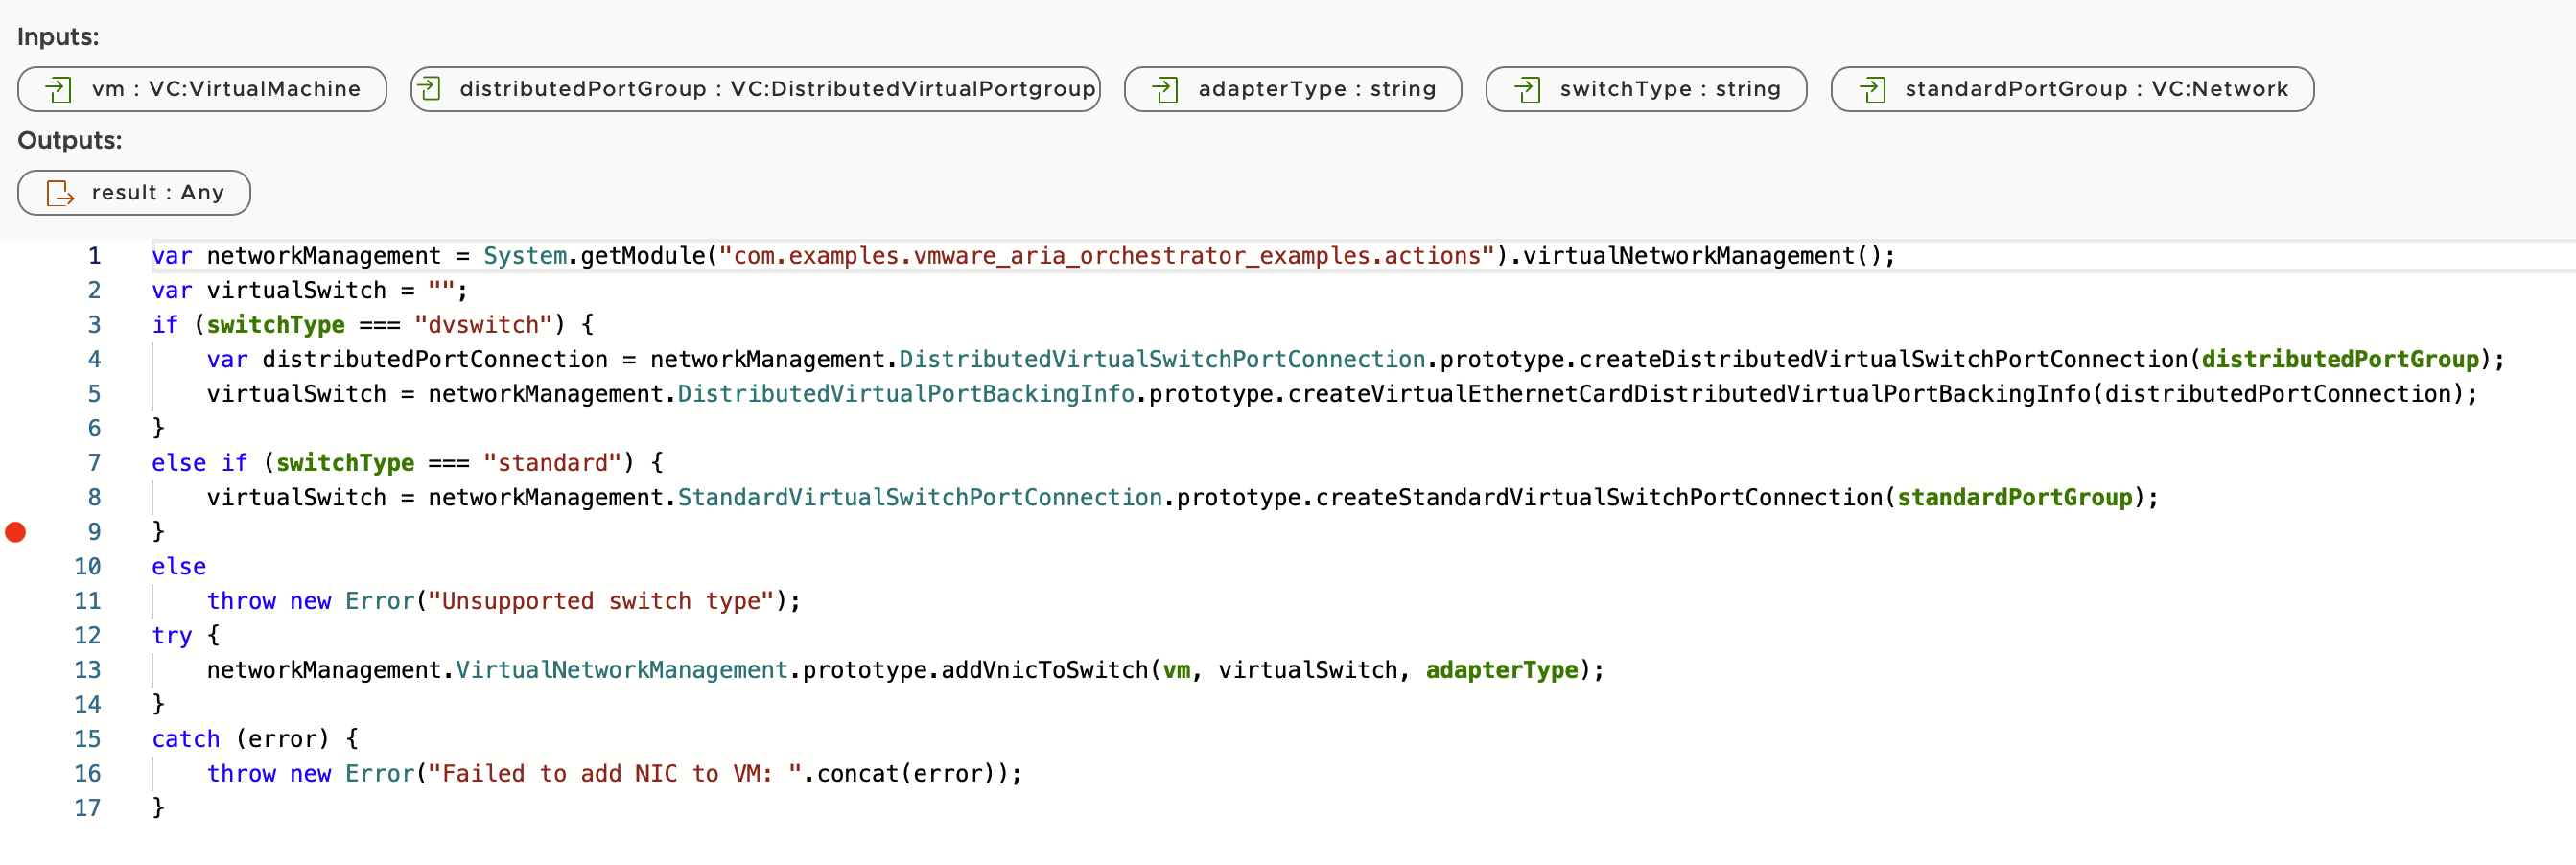 Inputs:
vm : VC:VirtualMachine distributedPortGroup : VC:DistributedVirtualPortgroup adapterType : string switchType : string standardPortGroup : VC:Network
Outputs:
result : Any
1 var networkManagement = System.getModule("com.examples.vmware_aria_orchestrator_examples.actions").virtualNetworkManagement();
2 var virtualSwitch = "";
3 if (switchType === "dvswitch") {
4     var distributedPortConnection = networkManagement.DistributedVirtualSwitchPortConnection.prototype.createDistributedVirtualSwitchPortConnection(distributedPortGroup);
5     virtualSwitch = networkManagement.DistributedVirtualPortBackingInfo.prototype.createVirtualEthernetCardDistributedVirtualPortBackingInfo(distributedPortConnection);
6 }
7 else if (switchType === "standard") {
8     virtualSwitch = networkManagement.StandardVirtualSwitchPortConnection.prototype.createStandardVirtualSwitchPortConnection(standardPortGroup);
9 }
10 else
11     throw new Error("Unsupported switch type");
12 try {
13     networkManagement.VirtualNetworkManagement.prototype.addVnicToSwitch(vm, virtualSwitch, adapterType);
14 }
15 catch (error) {
16     throw new Error("Failed to add NIC to VM: ".concat(error));
17 }